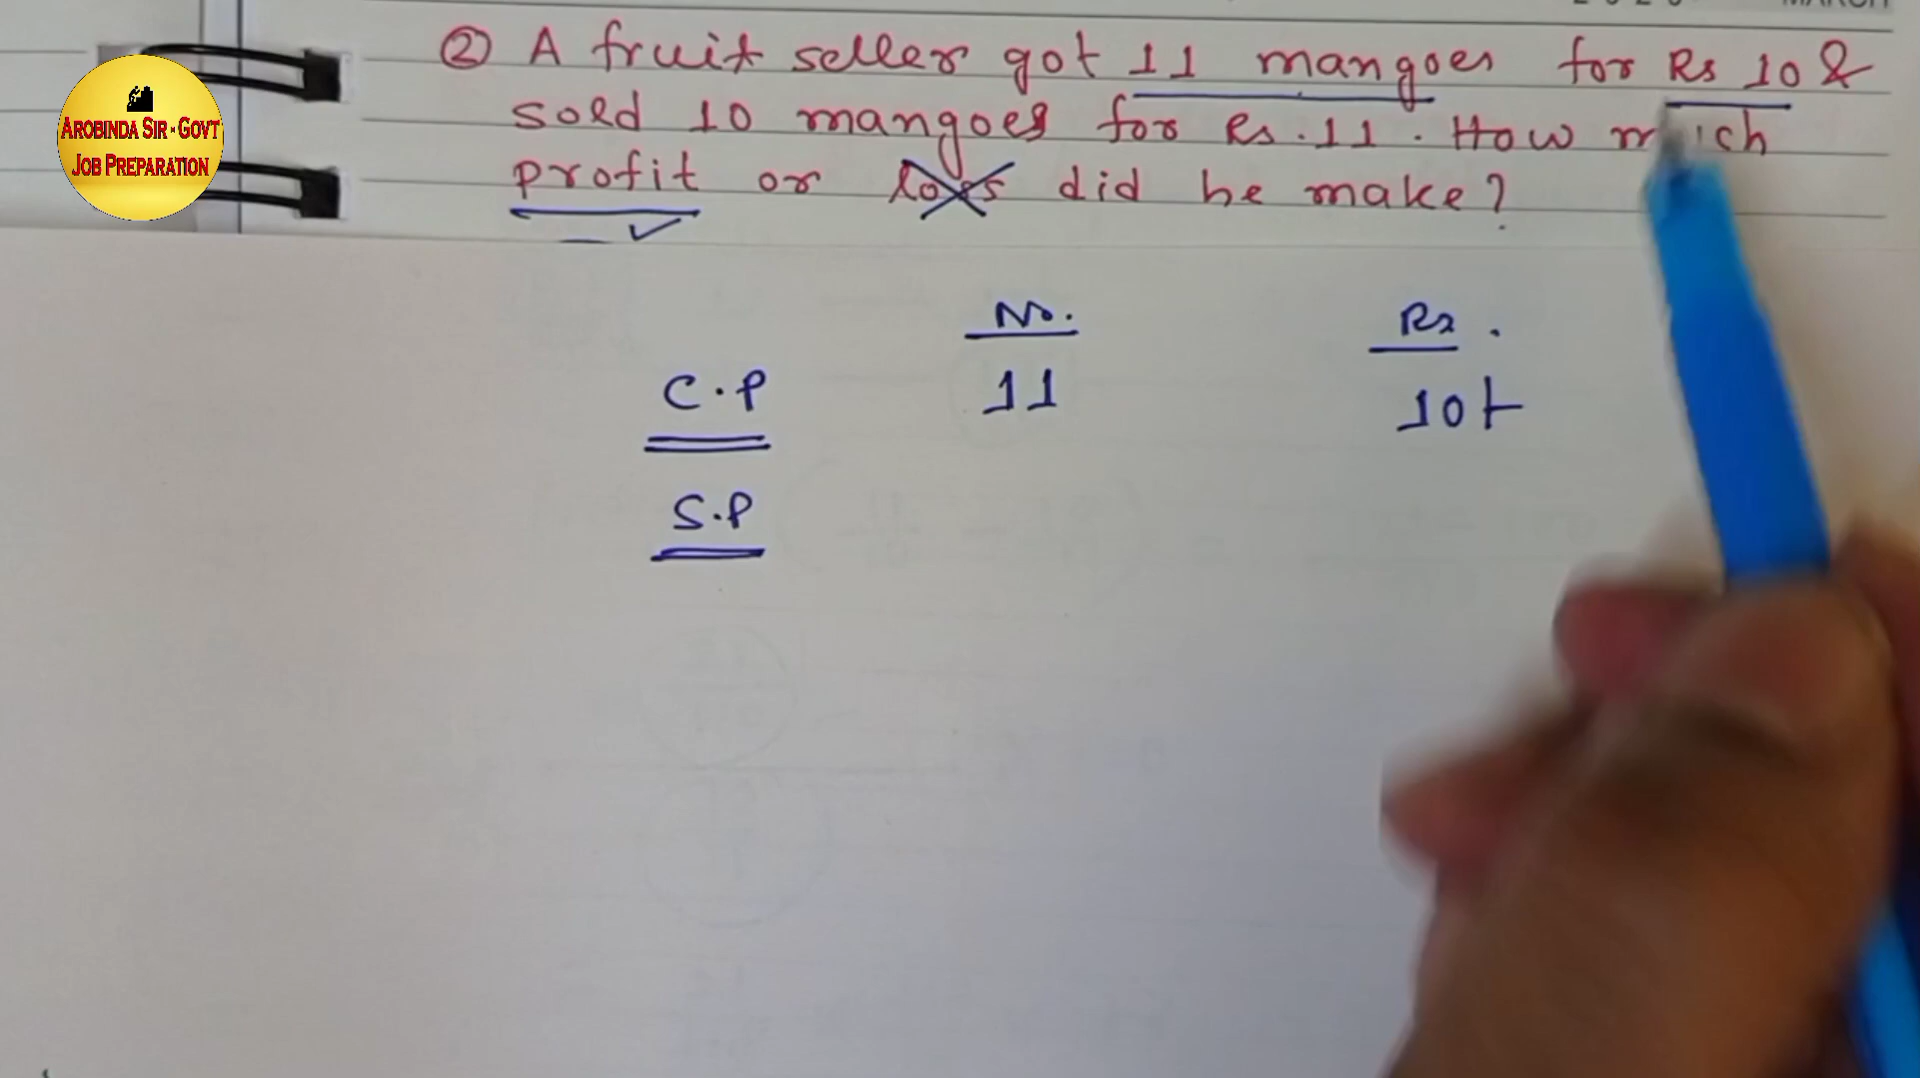 ② A fruit seller got 11 mangoes for Rs 10 &
sold 10 mangoes for Rs. 11. How
profit or loss did he make?
No. Rs.
C.P 11 10
S.P
AROBINDA SIR - GOVT
JOB PREPARATION